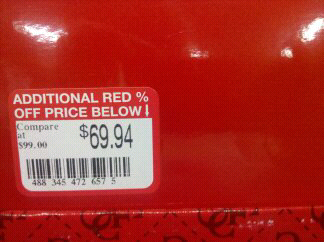 ADDITIONAL RED %
OFF PRICE BELOW
Compare
at
$99.00
$69.94
488 345 472 657 5